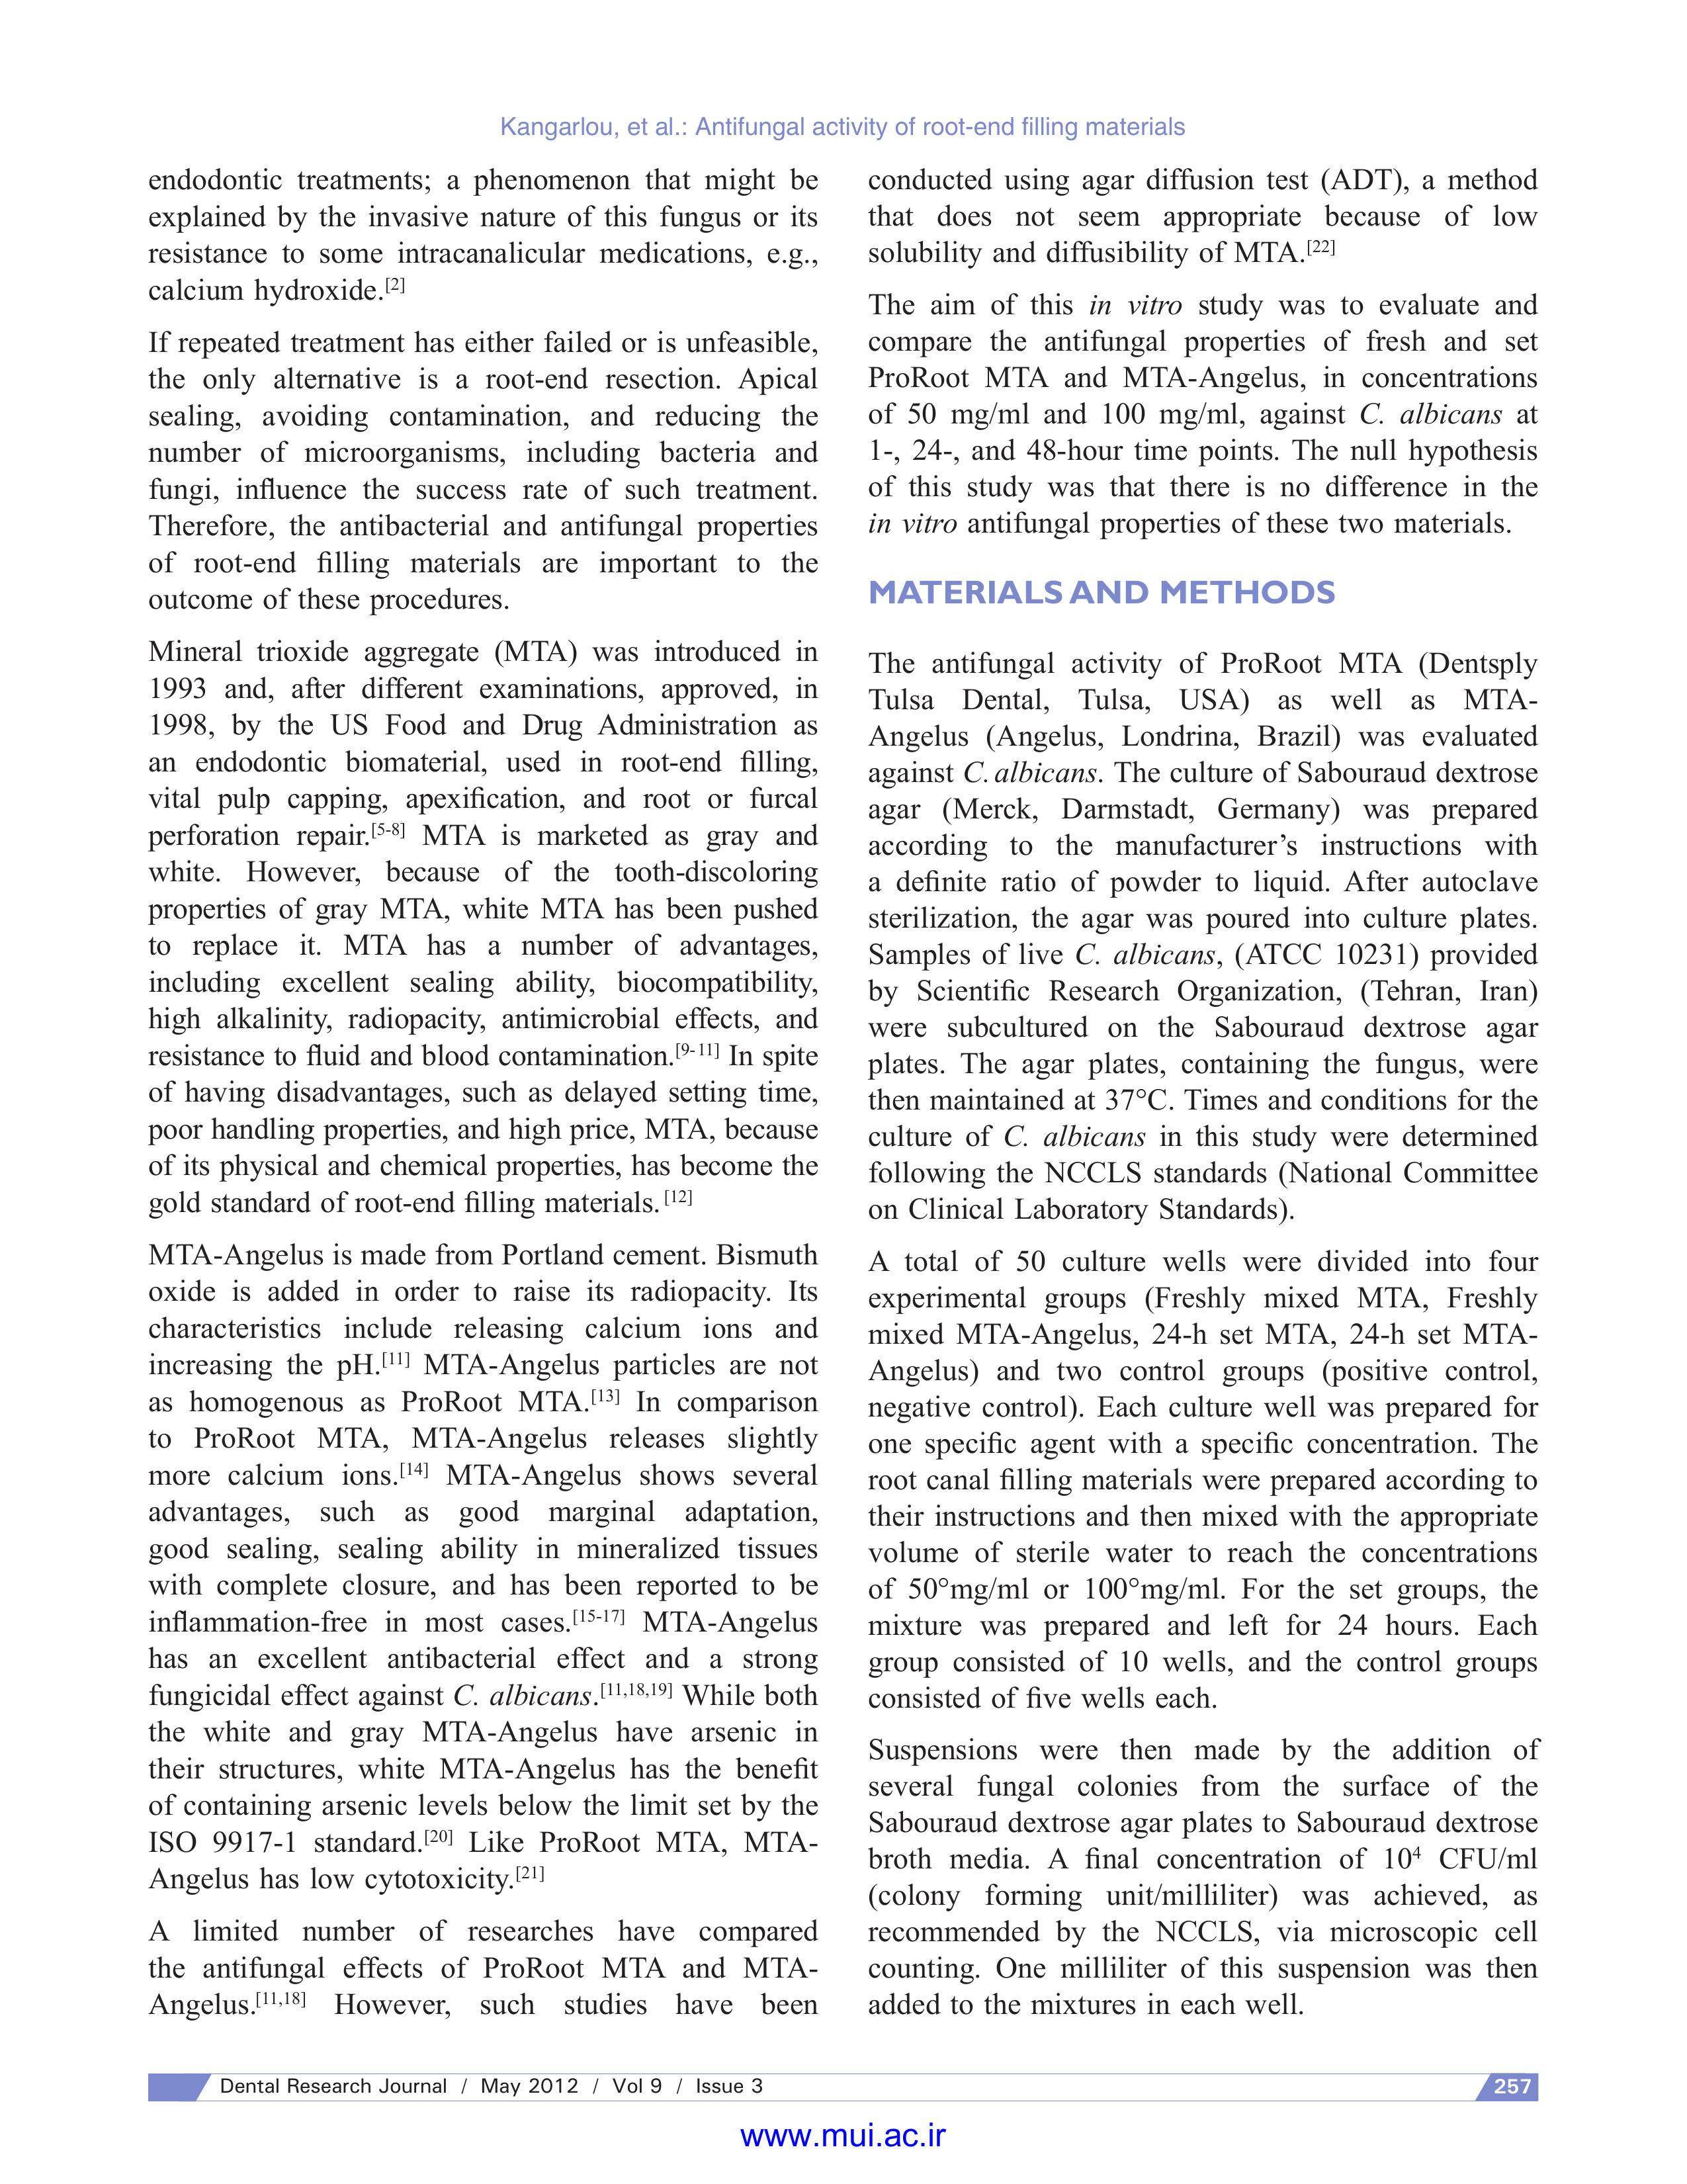 Kangarlou, et al.: Antifungal activity of root-end filling materials
endodontic treatments; a phenomenon that might be
explained by the invasive nature of this fungus or its
resistance to some intracanalicular medications, e.g.,
calcium hydroxide.[2]
If repeated treatment has either failed or is unfeasible,
the only alternative is a root-end resection. Apical
sealing, avoiding contamination, and reducing the
number of microorganisms, including bacteria and
fungi, influence the success rate of such treatment.
Therefore, the antibacterial and antifungal properties
of root-end filling materials are important to the
outcome of these procedures.
Mineral trioxide aggregate (MTA) was introduced in
1993 and, after different examinations, approved, in
1998, by the US Food and Drug Administration as
an endodontic biomaterial, used in root-end filling,
vital pulp capping, apexification, and root or furcal
perforation repair.[5-8] MTA is marketed as gray and
white. However, because of the tooth-discoloring
properties of gray MTA, white MTA has been pushed
to replace it. MTA has a number of advantages,
including excellent sealing ability, biocompatibility,
high alkalinity, radiopacity, antimicrobial effects, and
resistance to fluid and blood contamination.[9-11] In spite
of having disadvantages, such as delayed setting time,
poor handling properties, and high price, MTA, because
of its physical and chemical properties, has become the
gold standard of root-end filling materials. [12]
MTA-Angelus is made from Portland cement. Bismuth
oxide is added in order to raise its radiopacity. Its
characteristics include releasing calcium ions and
increasing the pH.[11] MTA-Angelus particles are not
as homogenous as ProRoot MTA.[13] In comparison
to ProRoot MTA, MTA-Angelus releases slightly
more calcium ions.[14] MTA-Angelus shows several
advantages, such as good marginal adaptation,
good sealing, sealing ability in mineralized tissues
with complete closure, and has been reported to be
inflammation-free in most cases.[15-17] MTA-Angelus
has an excellent antibacterial effect and a strong
fungicidal effect against C. albicans.[11,18,19] While both
the white and gray MTA-Angelus have arsenic in
their structures, white MTA-Angelus has the benefit
of containing arsenic levels below the limit set by the
ISO 9917-1 standard.[20] Like ProRoot MTA, MTA-
Angelus has low cytotoxicity.[21]
A limited number of researches have compared
the antifungal effects of ProRoot MTA and MTA-
Angelus.[11,18] However, such studies have been
conducted using agar diffusion test (ADT), a method
that does not seem appropriate because of low
solubility and diffusibility of MTA.[22]
The aim of this in vitro study was to evaluate and
compare the antifungal properties of fresh and set
ProRoot MTA and MTA-Angelus, in concentrations
of 50 mg/ml and 100 mg/ml, against C. albicans at
1-, 24-, and 48-hour time points. The null hypothesis
of this study was that there is no difference in the
in vitro antifungal properties of these two materials.
MATERIALS AND METHODS
The antifungal activity of ProRoot MTA (Dentsply
Tulsa Dental, Tulsa, USA) as well as MTA-
Angelus (Angelus, Londrina, Brazil) was evaluated
against C. albicans. The culture of Sabouraud dextrose
agar (Merck, Darmstadt, Germany) was prepared
according to the manufacturer’s instructions with
a definite ratio of powder to liquid. After autoclave
sterilization, the agar was poured into culture plates.
Samples of live C. albicans, (ATCC 10231) provided
by Scientific Research Organization, (Tehran, Iran)
were subcultured on the Sabouraud dextrose agar
plates. The agar plates, containing the fungus, were
then maintained at 37°C. Times and conditions for the
culture of C. albicans in this study were determined
following the NCCLS standards (National Committee
on Clinical Laboratory Standards).
A total of 50 culture wells were divided into four
experimental groups (Freshly mixed MTA, Freshly
mixed MTA-Angelus, 24-h set MTA, 24-h set MTA-
Angelus) and two control groups (positive control,
negative control). Each culture well was prepared for
one specific agent with a specific concentration. The
root canal filling materials were prepared according to
their instructions and then mixed with the appropriate
volume of sterile water to reach the concentrations
of 50°mg/ml or 100°mg/ml. For the set groups, the
mixture was prepared and left for 24 hours. Each
group consisted of 10 wells, and the control groups
consisted of five wells each.
Suspensions were then made by the addition of
several fungal colonies from the surface of the
Sabouraud dextrose agar plates to Sabouraud dextrose
broth media. A final concentration of 10⁴ CFU/ml
(colony forming unit/milliliter) was achieved, as
recommended by the NCCLS, via microscopic cell
counting. One milliliter of this suspension was then
added to the mixtures in each well.
Dental Research Journal / May 2012 / Vol 9 / Issue 3
257
www.mui.ac.ir